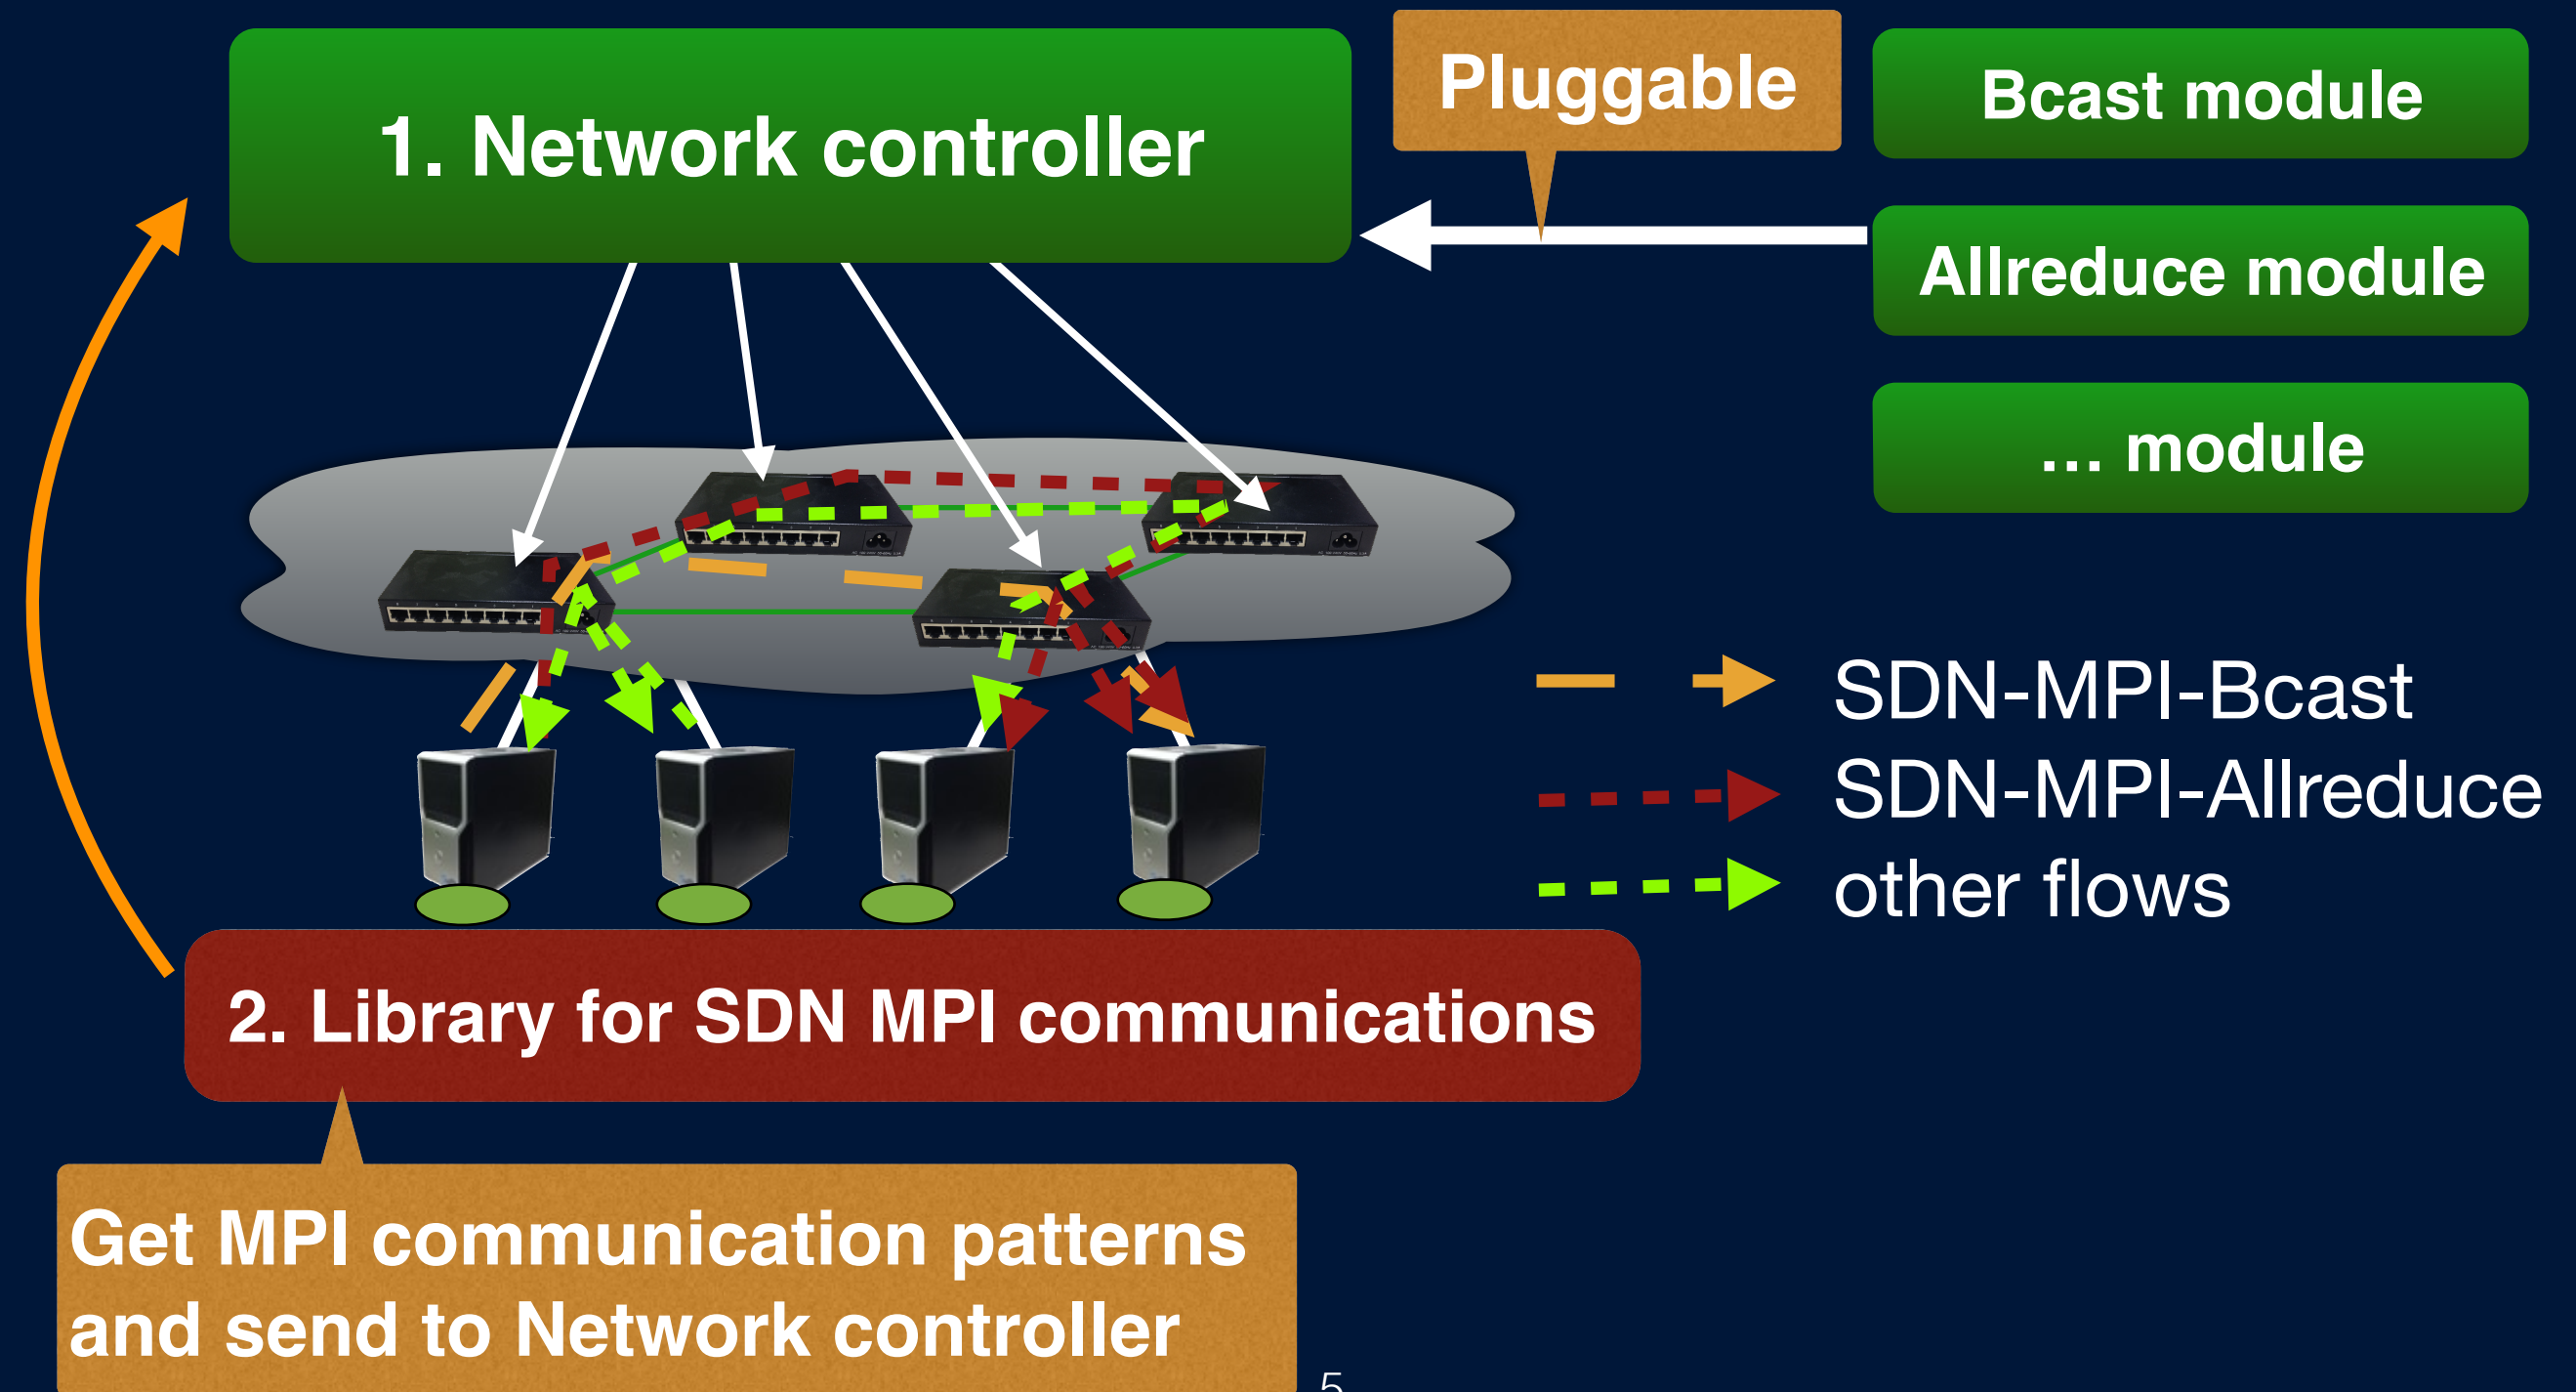 1. Network controller
Pluggable
Bcast module
Allreduce module
... module
SDN-MPI-Bcast
SDN-MPI-Allreduce
other flows
2. Library for SDN MPI communications
Get MPI communication patterns
and send to Network controller
5